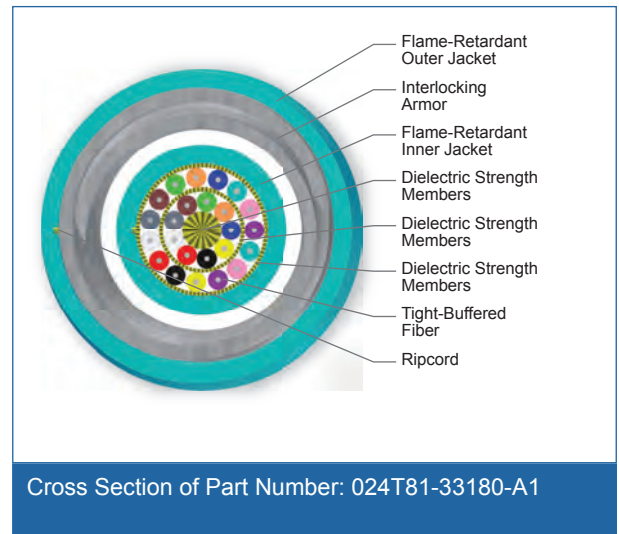 Flame-Retardant
Outer Jacket
Interlocking
Armor
Flame-Retardant
Inner Jacket
Dielectric Strength
Members
Dielectric Strength
Members
Dielectric Strength
Members
Tight-Buffered
Fiber
Ripcord
Cross Section of Part Number: 024T81-33180-A1